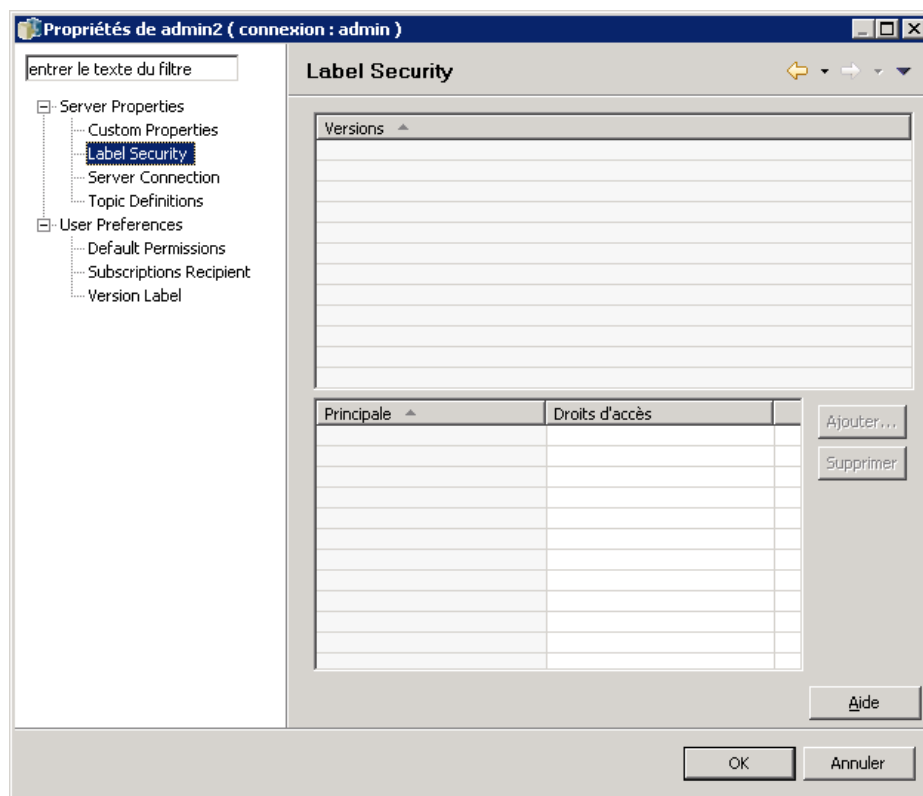 Propriétés de admin2 ( connexion : admin )
entrer le texte du filtre
Server Properties
Custom Properties
Label Security
Server Connection
Topic Definitions
User Preferences
Default Permissions
Subscriptions Recipient
Version Label
Label Security
Versions
Principale
Droits d'accès
Ajouter...
Supprimer
Aide
OK
Annuler